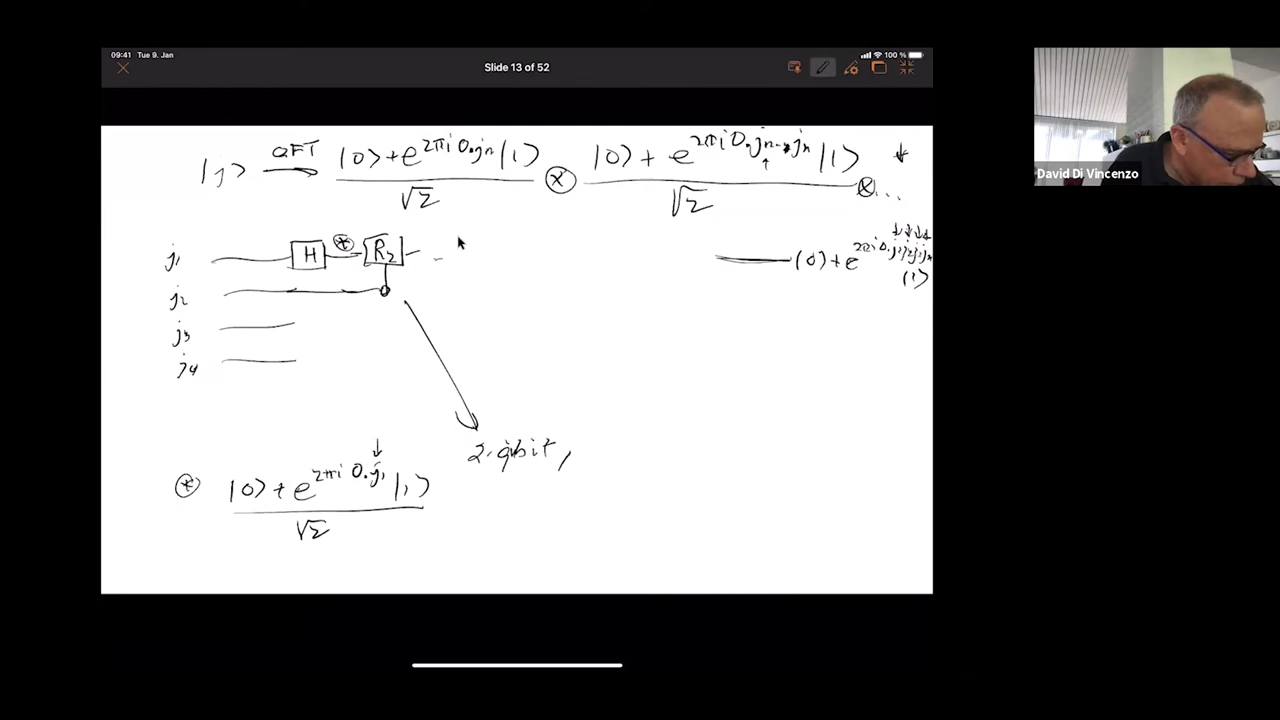 09:41 Tue 9. Jan
100 %
Slide 13 of 52
David Di Vincenzo
|j⟩ QFT |0⟩ + e^{2πi 0.jn} |1⟩ / √2 ⊗ |0⟩ + e^{2πi 0.jn-1 jn} |1⟩ / √2 ⊗ ...
j1 H * R2 - -
|0⟩ + e^{2πi 0.j1j2j3jn} |1⟩
j2
j3
j4
2-qubit,
* |0⟩ + e^{2πi 0.j1} |1⟩ / √2